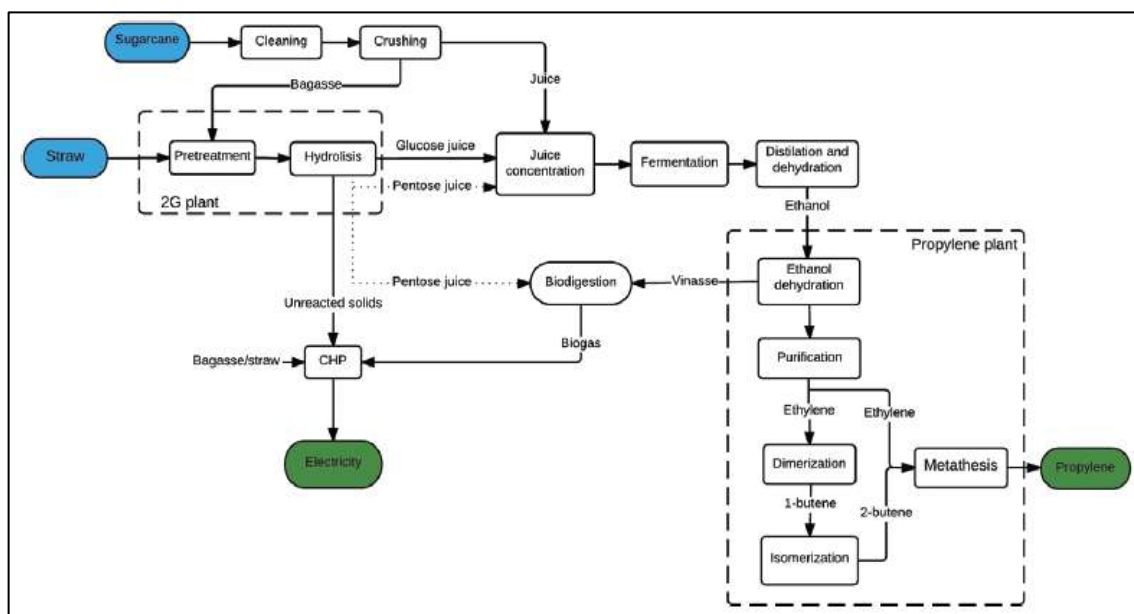 Sugarcane
Cleaning
Crushing
Juice
Bagasse
Straw
Pretreatment
Hydrolisis
Glucose juice
Juice
concentration
Fermentation
Distilation and
dehydration
Pentose juice
2G plant
Ethanol
Propylene plant
Ethanol
dehydration
Vinasse
Biodigestion
Pentose juice
Unreacted solids
Biogas
Bagasse/straw
CHP
Purification
Ethylene
Ethylene
Electricity
Dimerization
Metathesis
Propylene
1-butene
2-butene
Isomerization